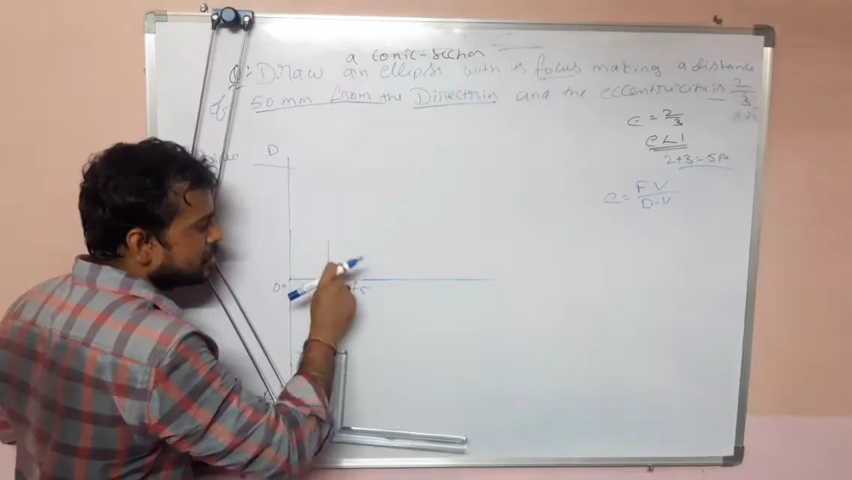 a conic-section
Q: Draw an ellipse with its focus making a distance
of 50 mm from the Directrix and the eccentricity is 2/3
e = 2/3
e < 1
2+3 = 5P
e = FV / D-V
D